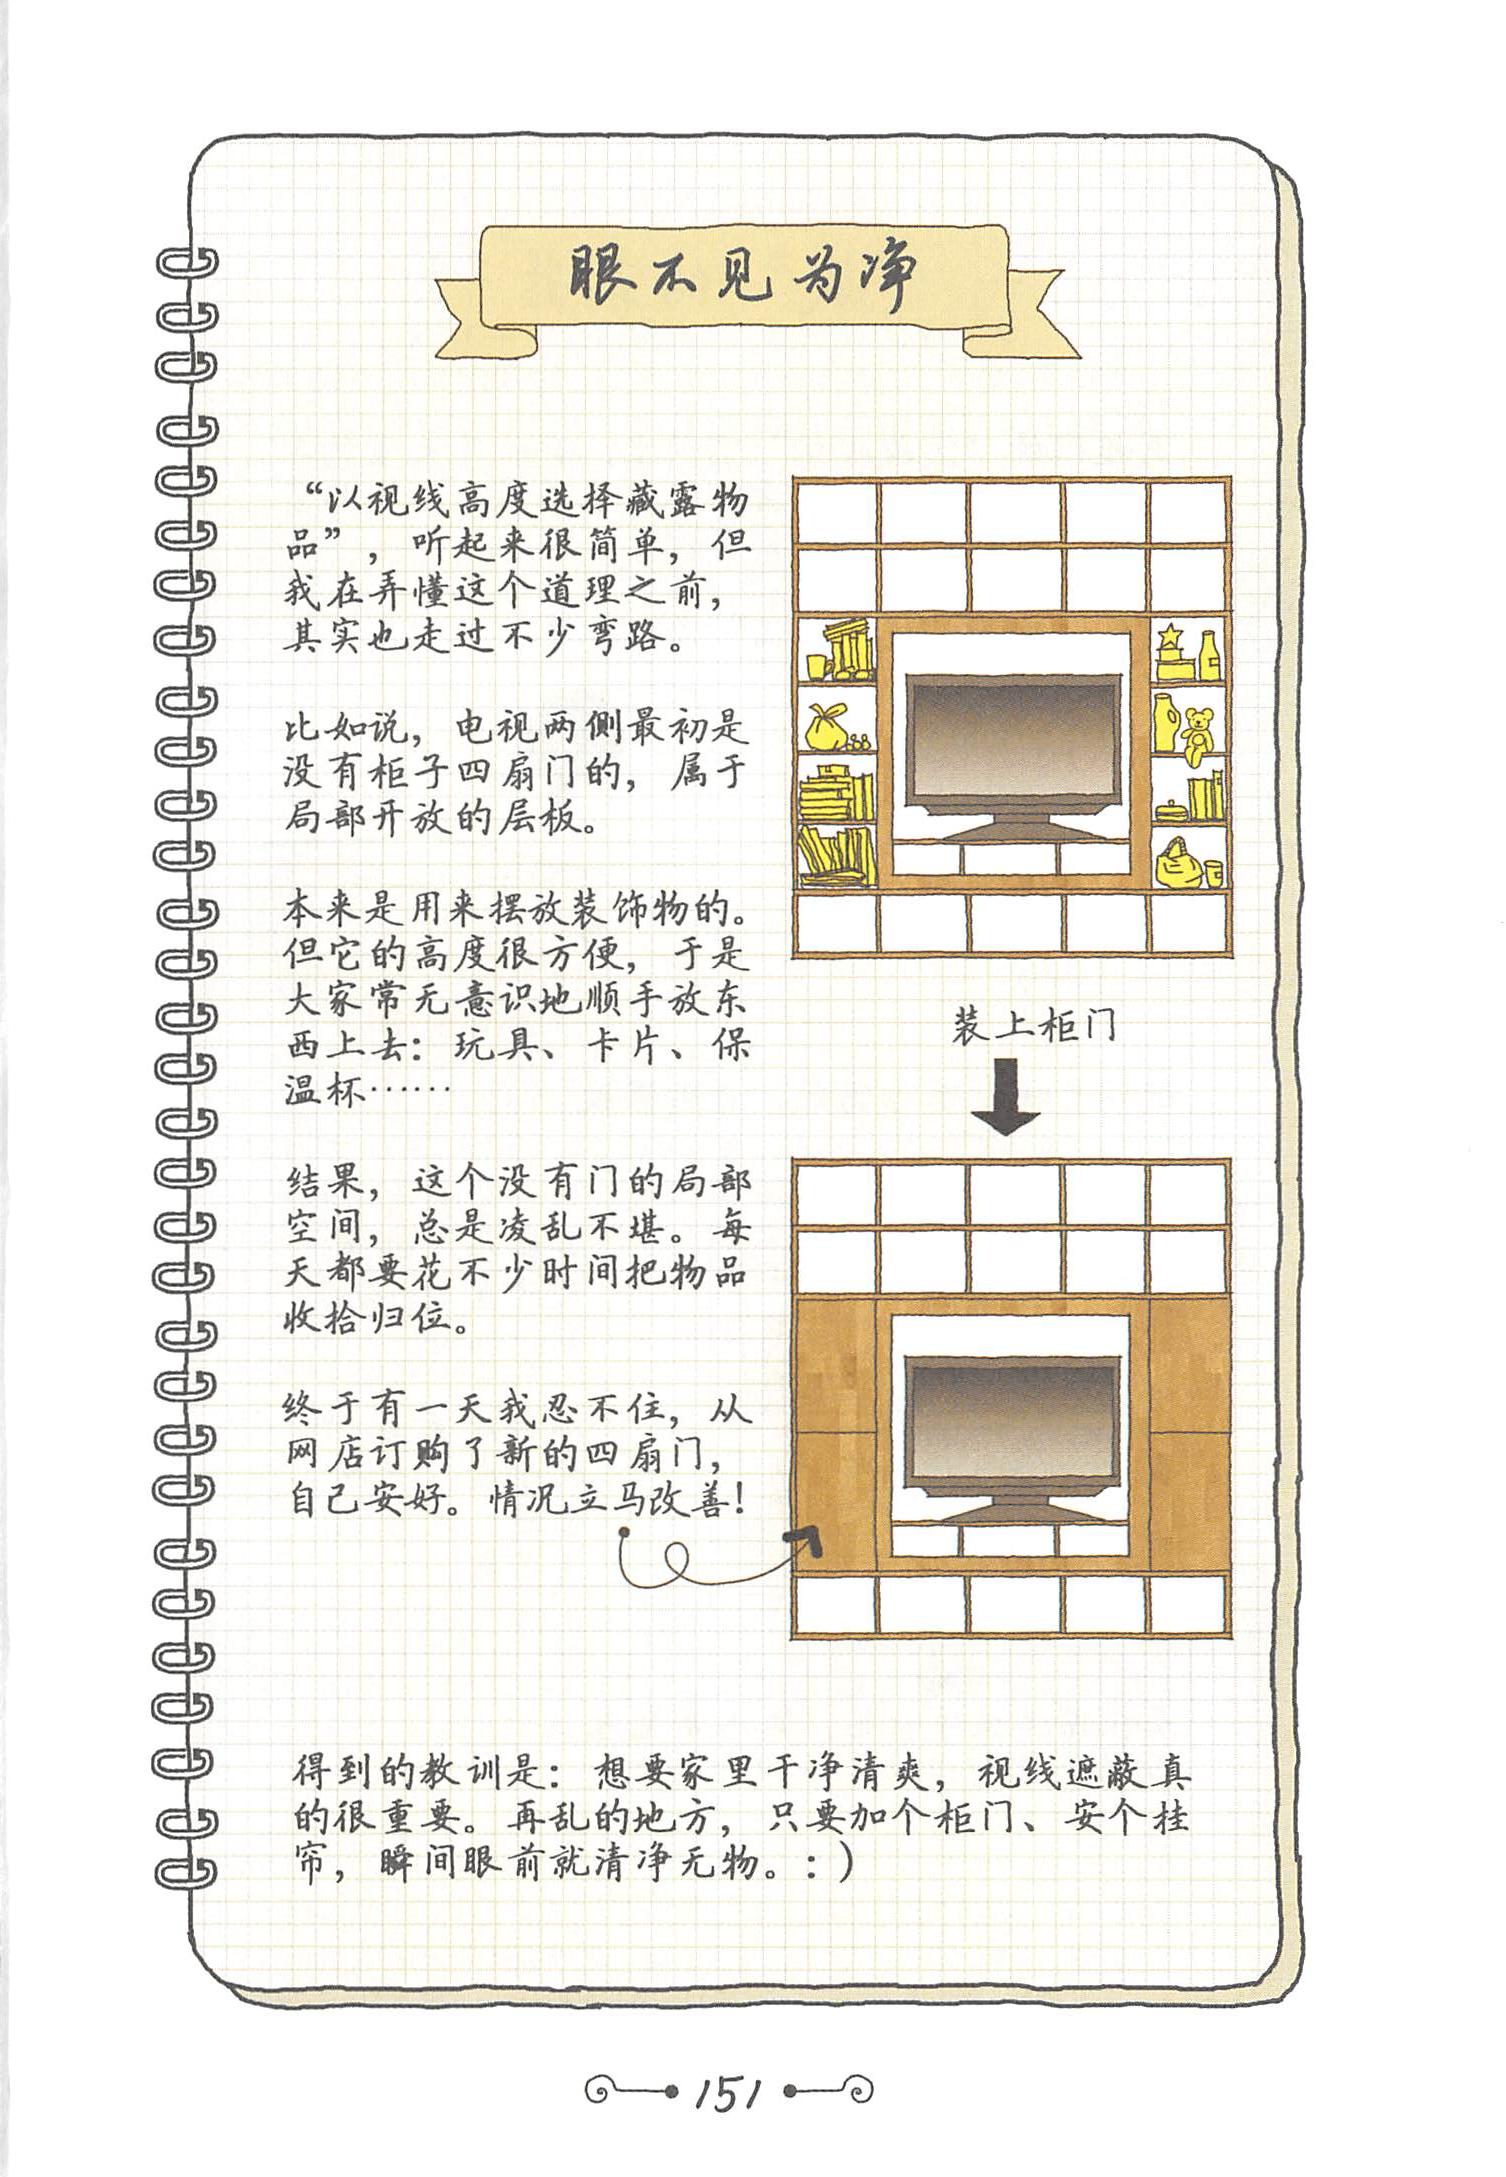 眼不见为净
“以视线高度选择藏露物
品”，听起来很简单，但
我在弄懂这个道理之前，
其实也走过不少弯路。
比如说，电视两侧最初是
没有柜子四扇门的，属于
局部开放的层板。
本来是用来摆放装饰物的。
但它的高度很方便，于是
大家常无意识地顺手放东
西上去：玩具、卡片、保
温杯……
结果，这个没有门的局部
空间，总是凌乱不堪。每
天都要花不少时间把物品
收拾归位。
终于有一天我忍不住，从
网店订购了新的四扇门，
自己安好。情况立马改善！
装上柜门
得到的教训是：想要家里干净清爽，视线遮蔽真
的很重要。再乱的地方，只要加个柜门、安个挂
帘，瞬间眼前就清净无物。：）
151